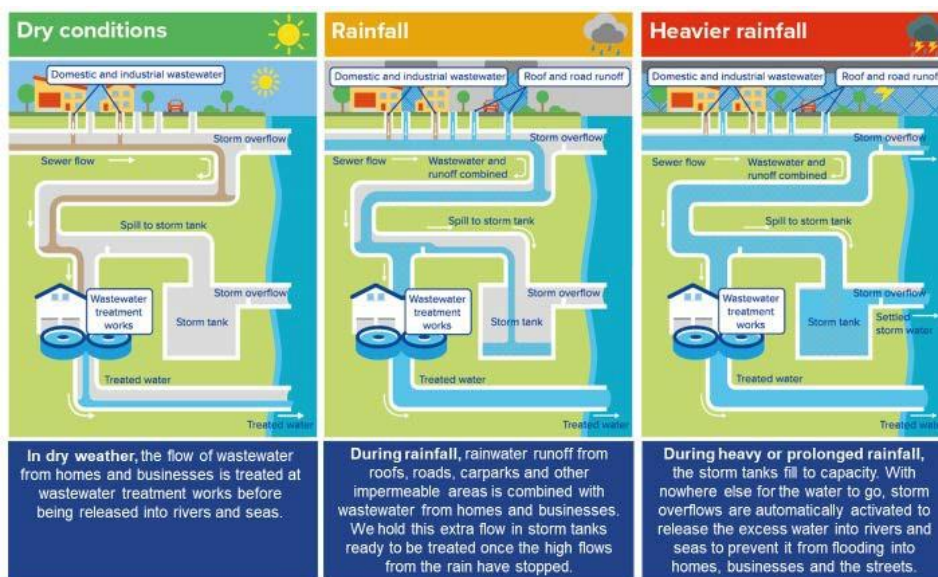 Dry conditions
Domestic and industrial wastewater
Storm overflow
Sewer flow
Spill to storm tank
Storm overflow
Wastewater
treatment
works
Storm tank
Treated water
Treated water
In dry weather, the flow of wastewater
from homes and businesses is treated at
wastewater treatment works before
being released into rivers and seas.
Rainfall
Domestic and industrial wastewater
Roof and road runoff
Storm overflow
Sewer flow
Wastewater and
runoff combined
Spill to storm tank
Storm overflow
Wastewater
treatment
works
Storm tank
Treated water
Treated water
During rainfall, rainwater runoff from
roofs, roads, carparks and other
impermeable areas is combined with
wastewater from homes and businesses.
We hold this extra flow in storm tanks
ready to be treated once the high flows
from the rain have stopped.
Heavier rainfall
Domestic and industrial wastewater
Roof and road runoff
Storm overflow
Sewer flow
Wastewater and
runoff combined
Spill to storm tank
Storm overflow
Wastewater
treatment
works
Storm tank
Settled
storm water
Treated water
Treated water
During heavy or prolonged rainfall,
the storm tanks fill to capacity. With
nowhere else for the water to go, storm
overflows are automatically activated to
release the excess water into rivers and
seas to prevent it from flooding into
homes, businesses and the streets.